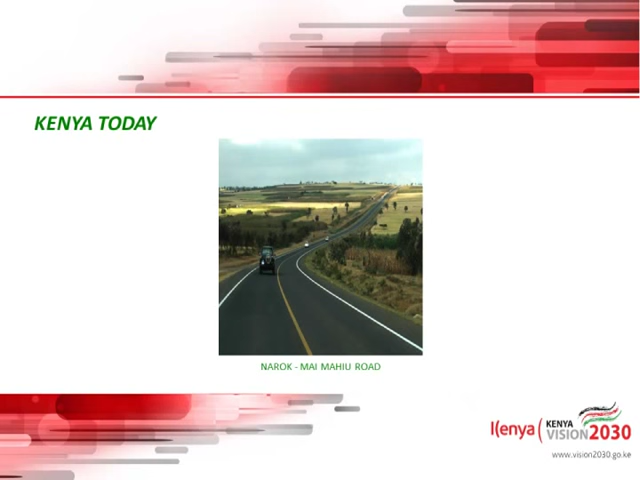 KENYA TODAY
NAROK - MAI MAHIU ROAD
Kenya
KENYA
VISION2030
www.vision2030.go.ke